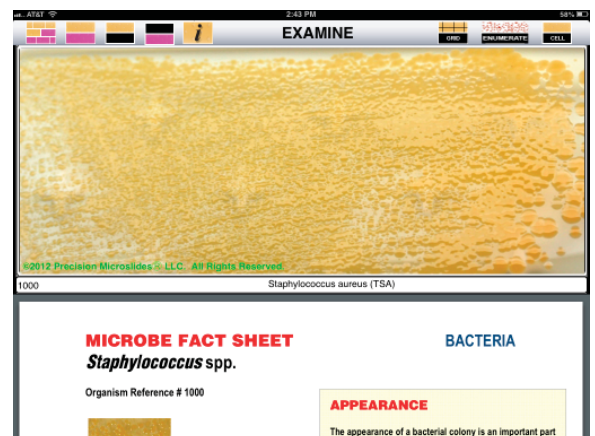 AT&T 2:43 PM 58%
i EXAMINE GRID ENUMERATE CELL
©2012 Precision Microslides® LLC. All Rights Reserved.
1000 Staphylococcus aureus (TSA)
MICROBE FACT SHEET BACTERIA
Staphylococcus spp.
Organism Reference # 1000
APPEARANCE
The appearance of a bacterial colony is an important part